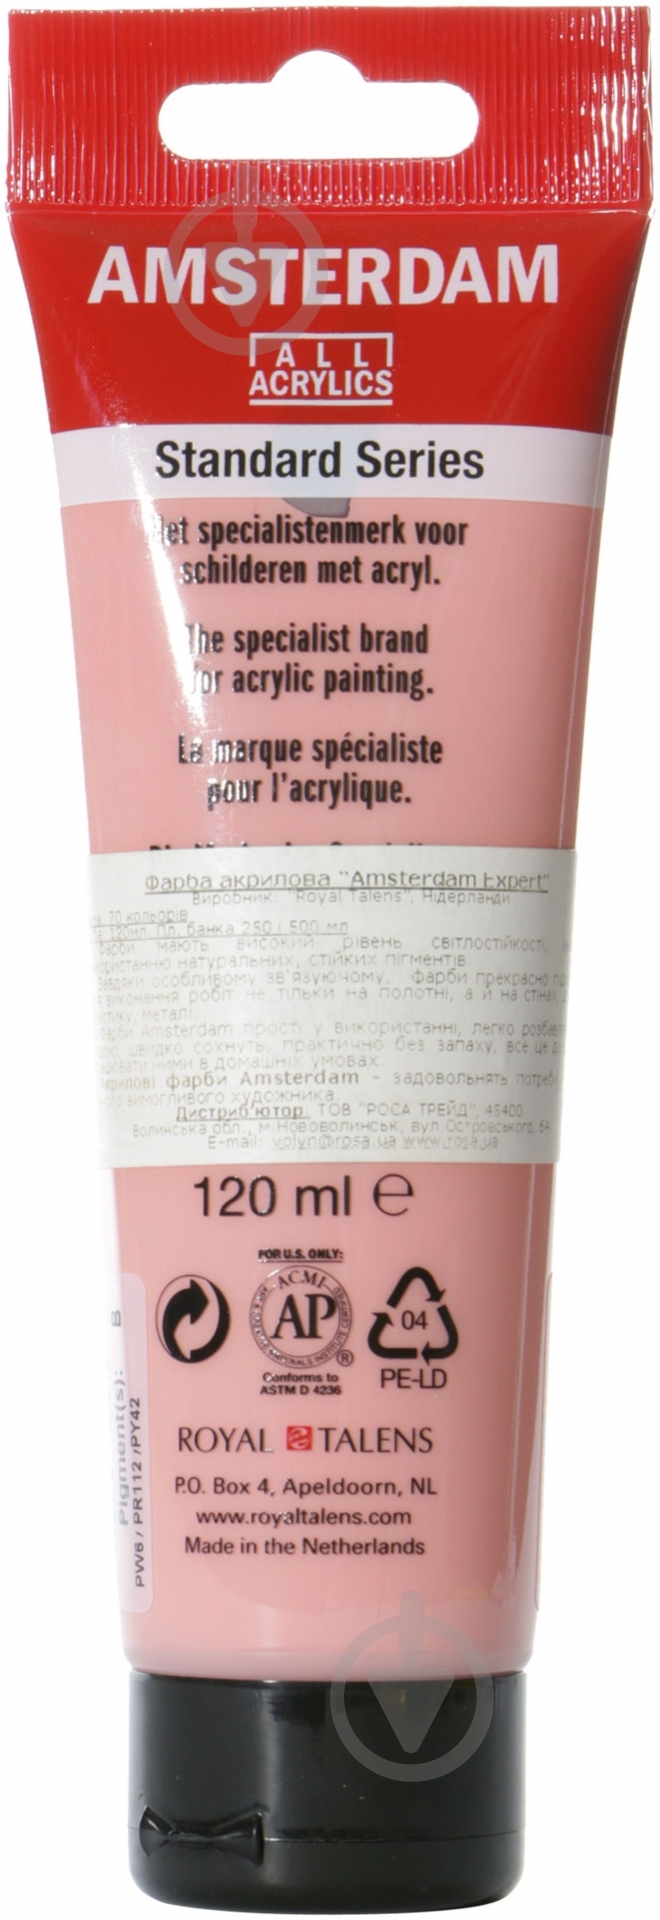 AMSTERDAM
ALL
ACRYLICS
Standard Series
Het specialistenmerk voor
schilderen met acryl.
The specialist brand
for acrylic painting.
La marque spécialiste
pour l'acrylique.
Фарба акрилова "Amsterdam Expert"
Виробник: "Royal Talens", Нідерланди
70 кольорів
120мл. Пл. банка 250 і 500 мл
Фарби мають високий рівень світлостійкості,
натуральних, стійких пігментів.
Завдяки особливому зв'язуючому. Фарби прекрасно
виконання робіт не тільки на полотні, а й на стінах,
металі.
Фарби Amsterdam прості у використанні, легко
швидко сохнуть, практично без запаху, все це
ними в домашніх умовах.
Акрилові фарби Amsterdam - задовольнять
вимогливого художника.
Дистриб'ютор: ТОВ "РОСА ТРЕЙД", 45400
Волинська обл., м.Нововолинськ, вул Островського, 64
E-mail: volyn@rosa.ua www.rosa.ua
120 ml ℮
FOR U.S. ONLY:
ACMI
AP
®
Conforms to
ASTM D 4236
04
PE-LD
B
Pigment(s):
PW6 / PR112 /PY42
ROYAL TALENS
P.O. Box 4, Apeldoorn, NL
www.royaltalens.com
Made in the Netherlands